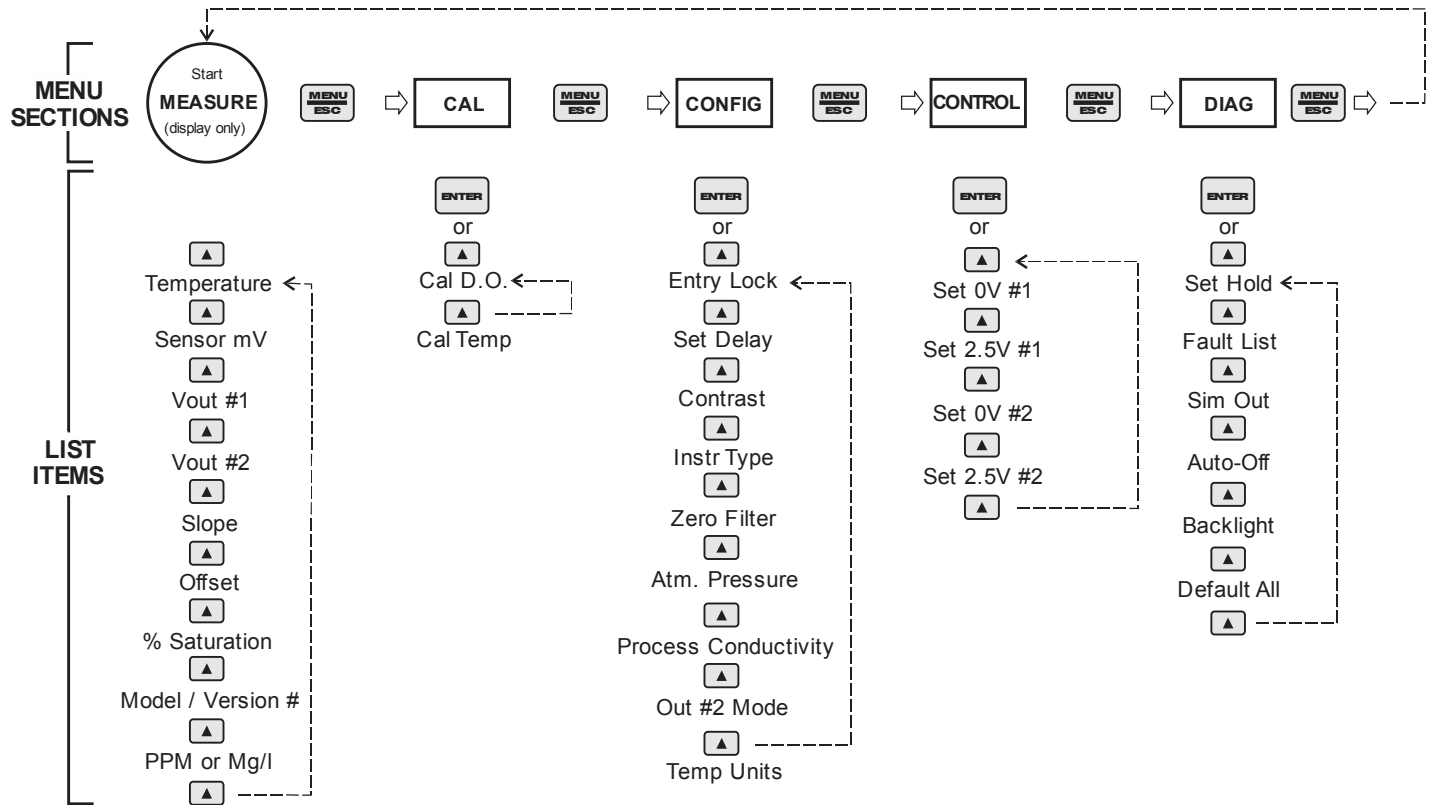 MENU
SECTIONS
Start
MEASURE
(display only)
MENU
ESC
CAL
MENU
ESC
CONFIG
MENU
ESC
CONTROL
MENU
ESC
DIAG
MENU
ESC
LIST
ITEMS
Temperature
Sensor mV
Vout #1
Vout #2
Slope
Offset
% Saturation
Model / Version #
PPM or Mg/l
ENTER
or
Cal D.O.
Cal Temp
ENTER
or
Entry Lock
Set Delay
Contrast
Instr Type
Zero Filter
Atm. Pressure
Process Conductivity
Out #2 Mode
Temp Units
ENTER
or
Set 0V #1
Set 2.5V #1
Set 0V #2
Set 2.5V #2
ENTER
or
Set Hold
Fault List
Sim Out
Auto-Off
Backlight
Default All